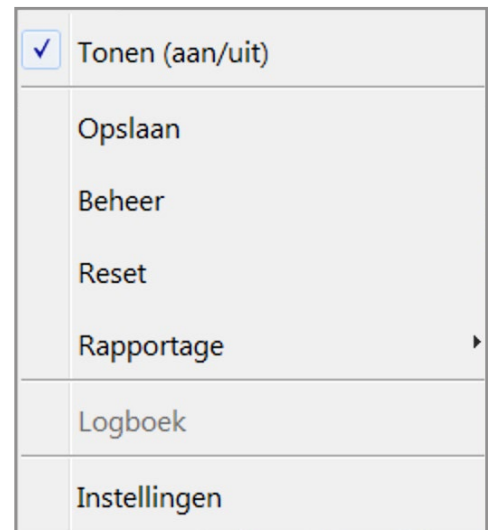 Tonen (aan/uit)
Opslaan
Beheer
Reset
Rapportage
Logboek
Instellingen